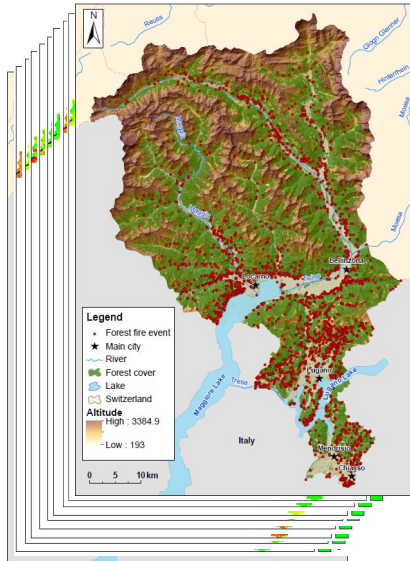 N
Reuss
Glogn Glenner
Hinterrhein
Moesa
Maggia
Moesa
Maggia
Bellinzona
Ticino
Locarno
Legend
Forest fire event
Main city
River
Forest cover
Lake
Switzerland
Altitude
High : 3384.9
Low : 193
0 5 10 km
Maggiore Lake
Tresa
Lugano
Lugano Lake
Italy
Mendrisio
Chiasso